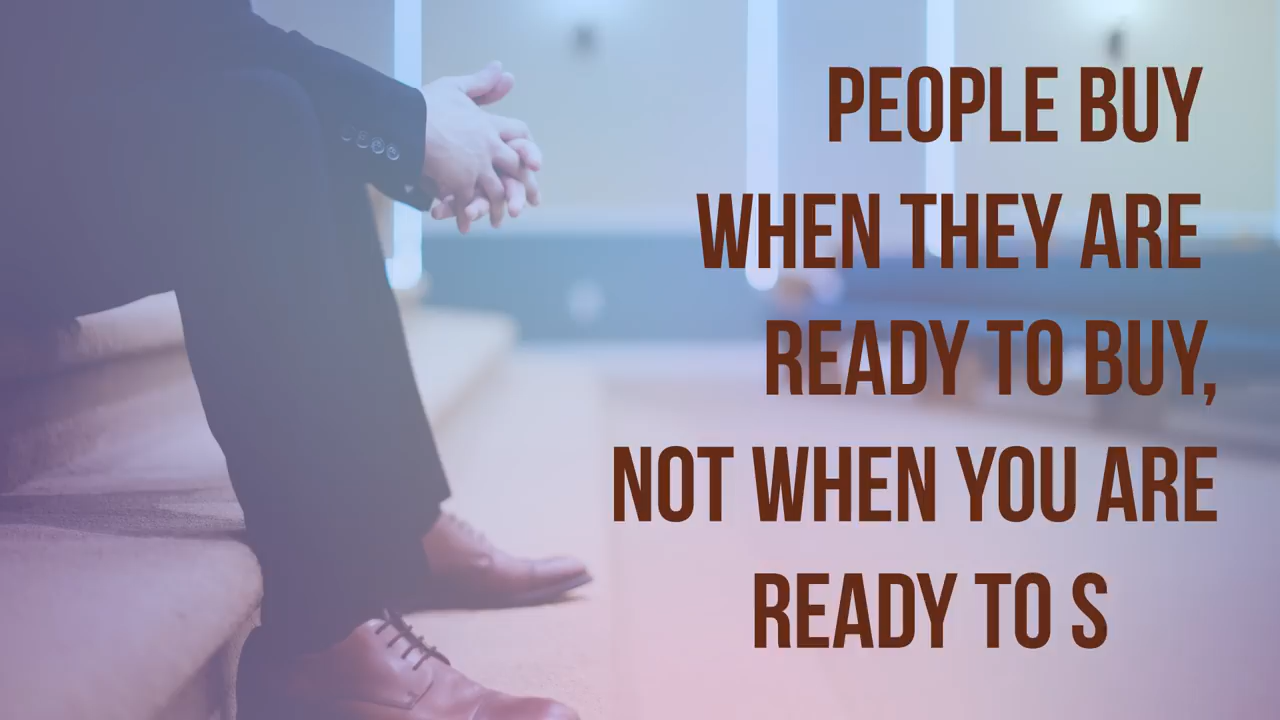 PEOPLE BUY
WHEN THEY ARE
READY TO BUY,
NOT WHEN YOU ARE
READY TO S